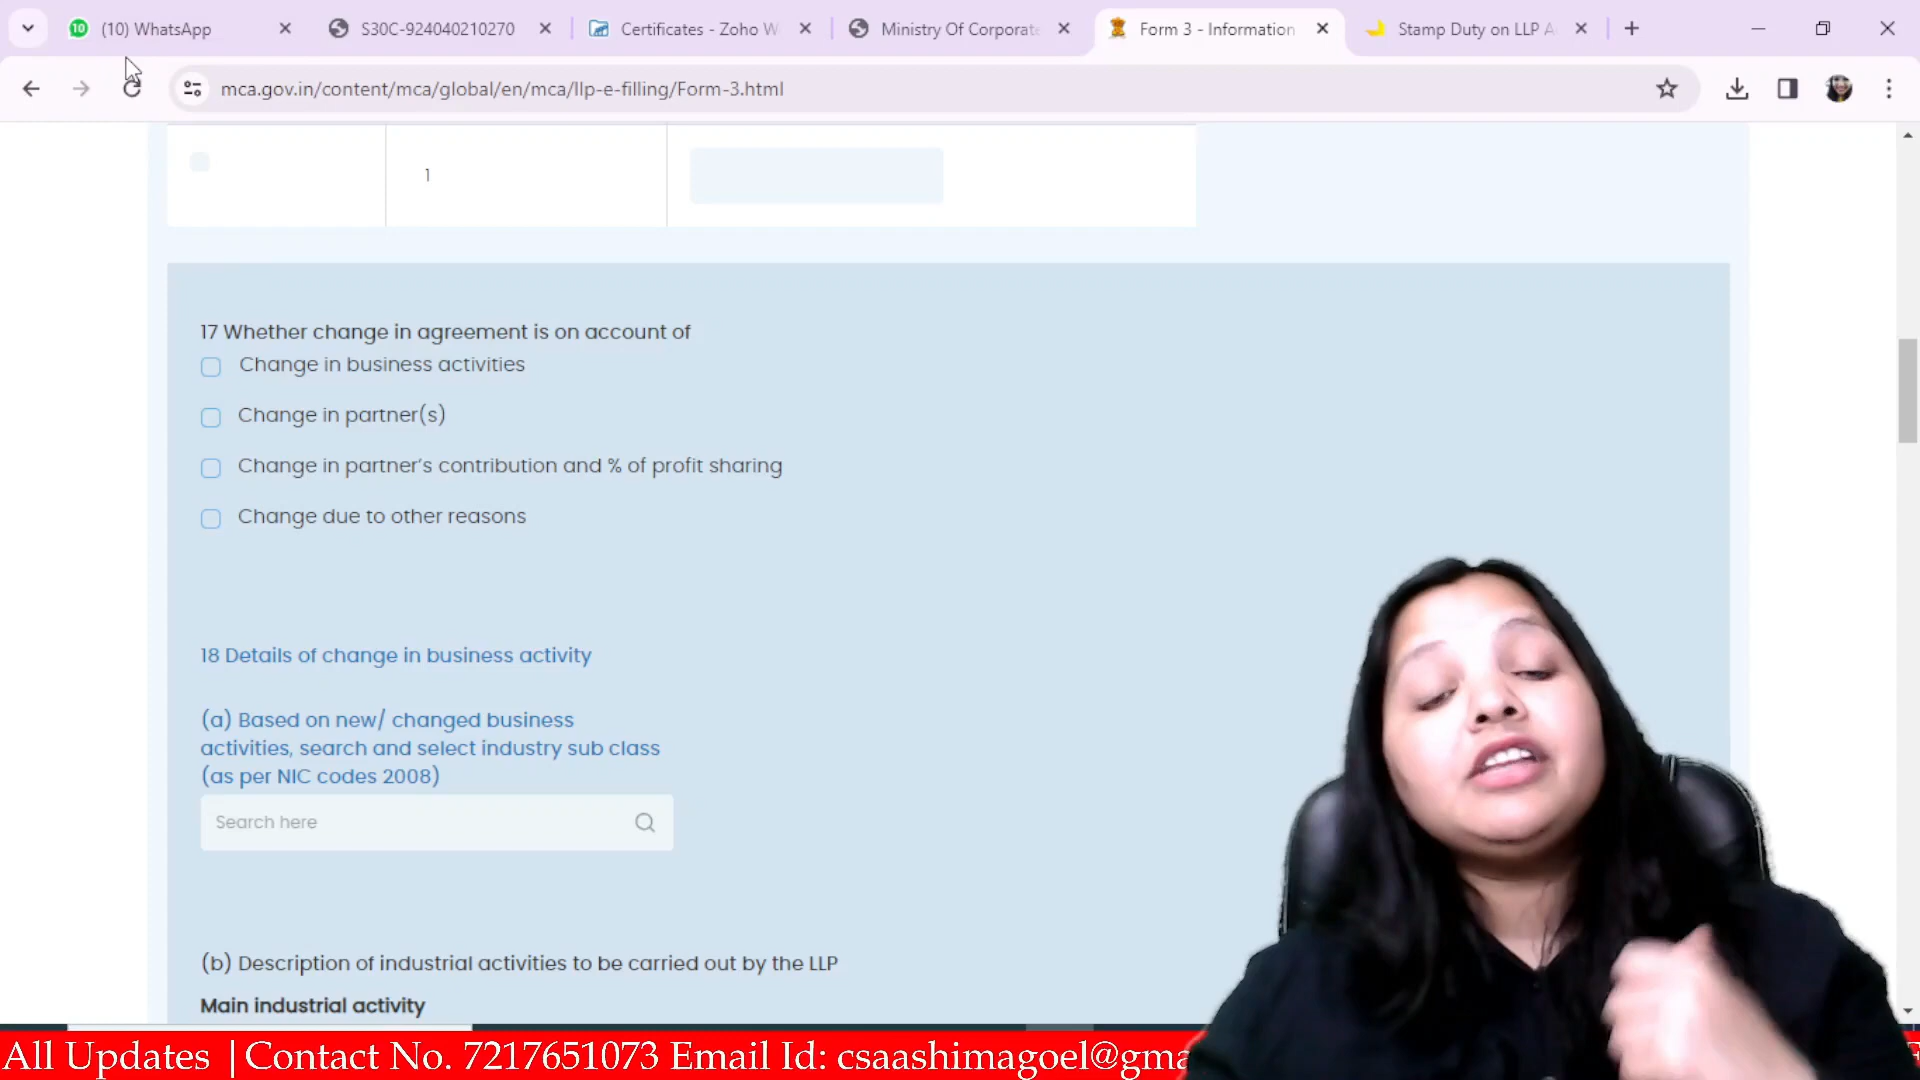 10 (10) WhatsApp
S30C-924040210270
Certificates - Zoho W
Ministry Of Corporate
Form 3 - Information
Stamp Duty on LLP A
mca.gov.in/content/mca/global/en/mca/llp-e-filling/Form-3.html
1
17 Whether change in agreement is on account of
Change in business activities
Change in partner(s)
Change in partner's contribution and % of profit sharing
Change due to other reasons
18 Details of change in business activity
(a) Based on new/ changed business
activities, search and select industry sub class
(as per NIC codes 2008)
Search here
(b) Description of industrial activities to be carried out by the LLP
Main industrial activity
All Updates | Contact No. 7217651073 Email Id: csaashimagoel@gma